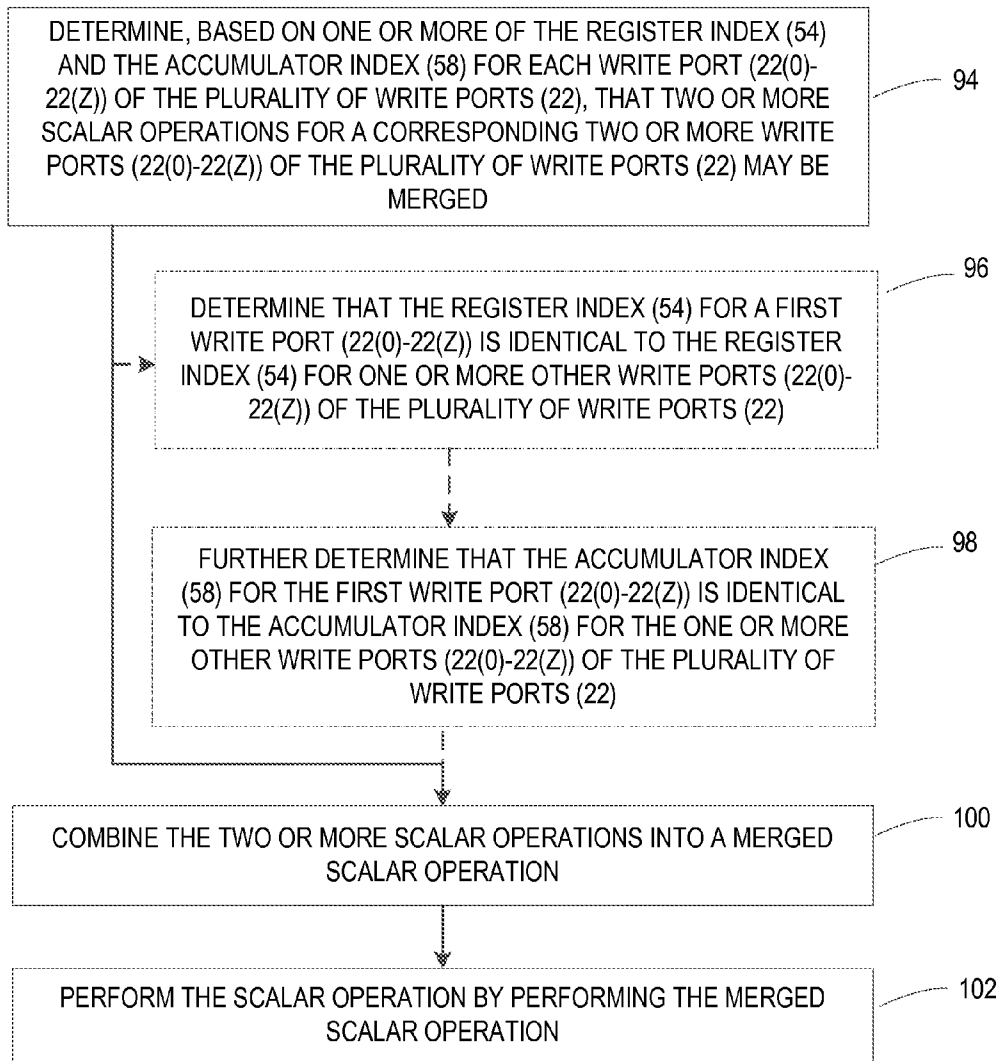 DETERMINE, BASED ON ONE OR MORE OF THE REGISTER INDEX (54)
AND THE ACCUMULATOR INDEX (58) FOR EACH WRITE PORT (22(0)-
22(Z)) OF THE PLURALITY OF WRITE PORTS (22), THAT TWO OR MORE
SCALAR OPERATIONS FOR A CORRESPONDING TWO OR MORE WRITE
PORTS (22(0)-22(Z)) OF THE PLURALITY OF WRITE PORTS (22) MAY BE
MERGED
94
96
DETERMINE THAT THE REGISTER INDEX (54) FOR A FIRST
WRITE PORT (22(0)-22(Z)) IS IDENTICAL TO THE REGISTER
INDEX (54) FOR ONE OR MORE OTHER WRITE PORTS (22(0)-
22(Z)) OF THE PLURALITY OF WRITE PORTS (22)
98
FURTHER DETERMINE THAT THE ACCUMULATOR INDEX
(58) FOR THE FIRST WRITE PORT (22(0)-22(Z)) IS IDENTICAL
TO THE ACCUMULATOR INDEX (58) FOR THE ONE OR MORE
OTHER WRITE PORTS (22(0)-22(Z)) OF THE PLURALITY OF
WRITE PORTS (22)
COMBINE THE TWO OR MORE SCALAR OPERATIONS INTO A MERGED
SCALAR OPERATION
100
PERFORM THE SCALAR OPERATION BY PERFORMING THE MERGED
SCALAR OPERATION
102